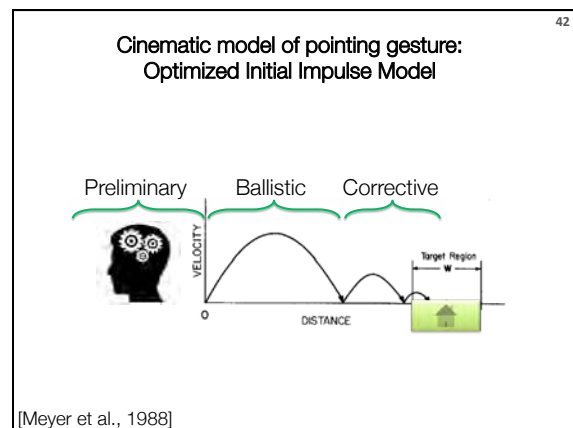 42
Cinematic model of pointing gesture:
Optimized Initial Impulse Model
Preliminary Ballistic Corrective
VELOCITY
Target Region
W
O
DISTANCE
[Meyer et al., 1988]